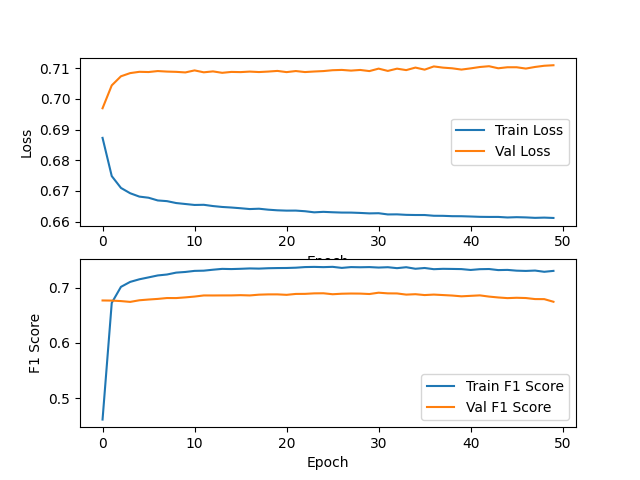 0.71
0.70
0.69
0.68
0.67
0.66
Loss
Train Loss
Val Loss
0 10 20 30 40 50
Epoch
0.7
0.6
0.5
F1 Score
Train F1 Score
Val F1 Score
0 10 20 30 40 50
Epoch